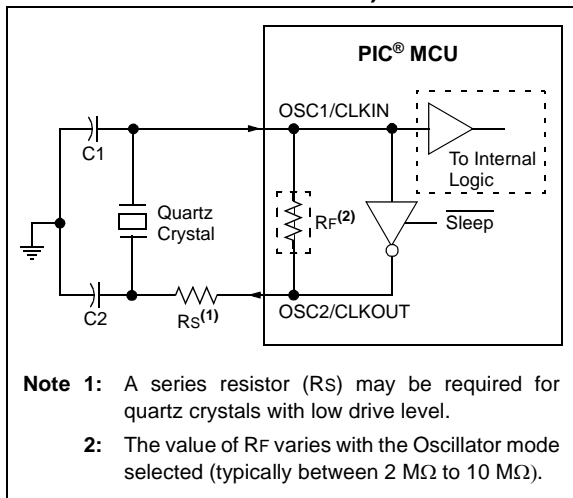 PIC® MCU
OSC1/CLKIN
C1
To Internal
Logic
Quartz
Crystal
RF(2)
Sleep
C2
RS(1)
OSC2/CLKOUT
Note 1: A series resistor (RS) may be required for
quartz crystals with low drive level.
2: The value of RF varies with the Oscillator mode
selected (typically between 2 MΩ to 10 MΩ).